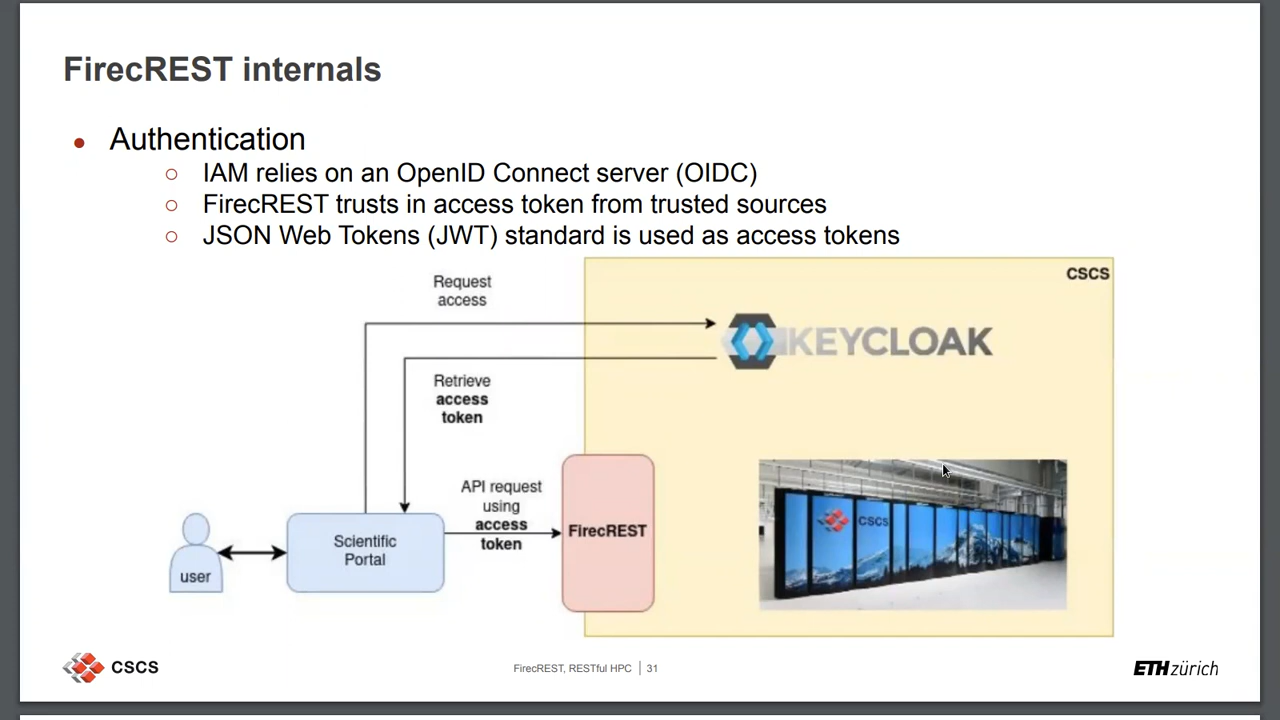 FirecREST internals
Authentication
IAM relies on an OpenID Connect server (OIDC)
FirecREST trusts in access token from trusted sources
JSON Web Tokens (JWT) standard is used as access tokens
CSCS
Request
access
KEYCLOAK
Retrieve
access
token
API request
using
access
token
FirecREST
CSCS
Scientific
Portal
user
CSCS
FirecREST, RESTful HPC | 31
ETH zürich